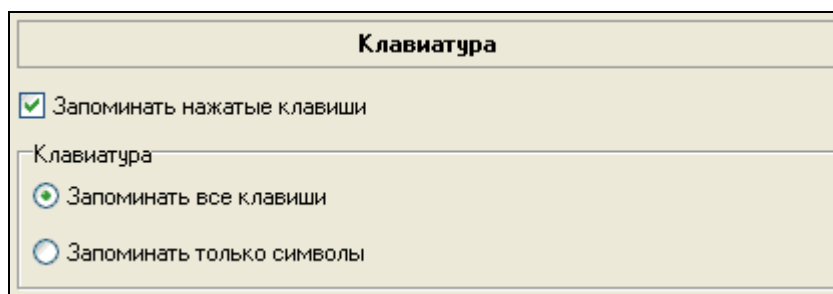 Клавиатура
Запоминать нажатые клавиши
Клавиатура
Запоминать все клавиши
Запоминать только символы